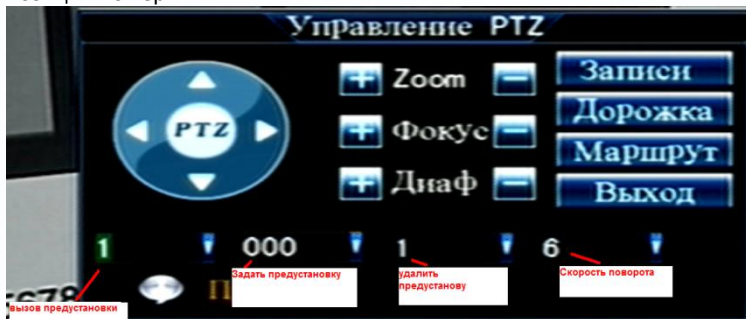 Управление PTZ
PTZ
Zoom
Фокус
Диаф
Записи
Дорожка
Маршрут
Выход
1 000 1 6
вызов предустановки
Задать предустановку
удалить
предустанову
Скорость поворота